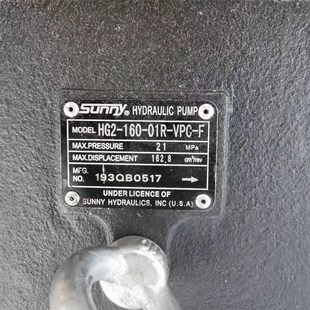 sunny® HYDRAULIC PUMP
MODEL HG2-160-01R-VPC-F
MAX.PRESSURE 21 MPa
MAX.DISPLACEMENT 162,8 cm³/rev
MFG.
NO. 193QB0517 →
UNDER LICENCE OF
SUNNY HYDRAULICS, INC (U.S.A)